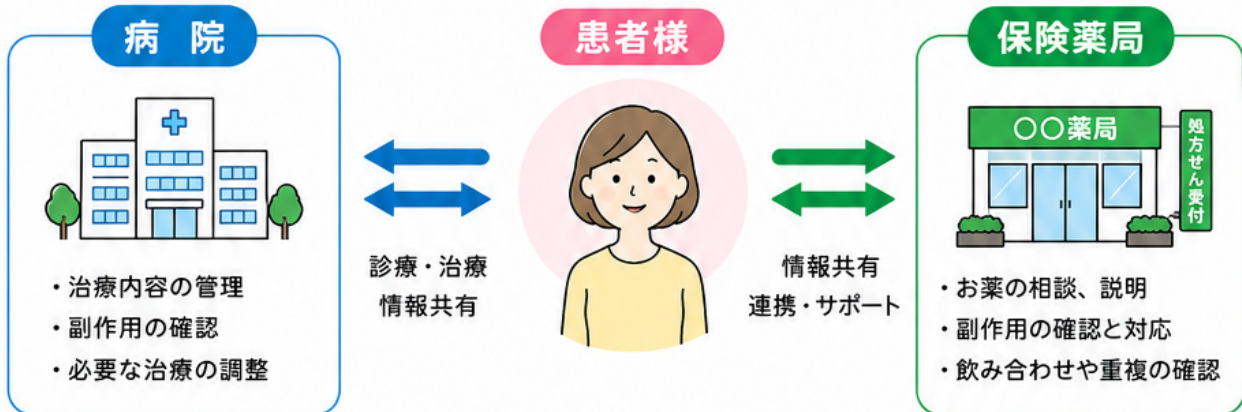 病 院
・治療内容の管理
・副作用の確認
・必要な治療の調整
診療・治療
情報共有
患者様
情報共有
連携・サポート
保険薬局
〇〇薬局
処方せん受付
・お薬の相談、説明
・副作用の確認と対応
・飲み合わせや重複の確認